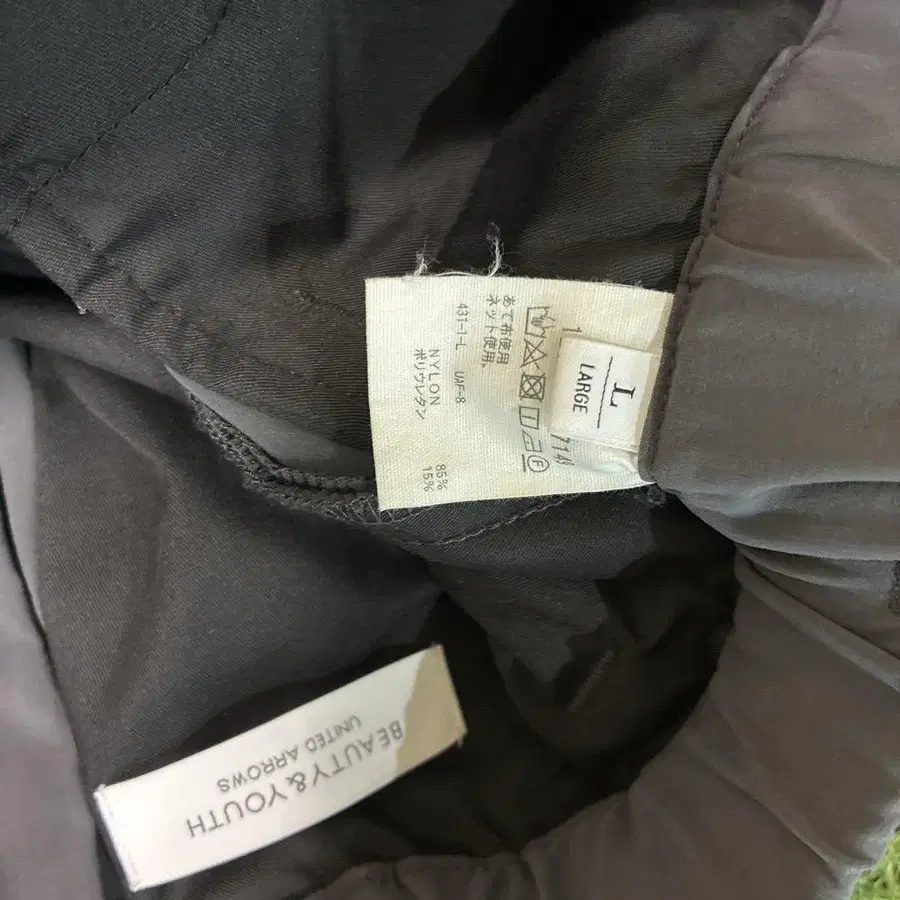 L
LARGE
あて布使用
ネット使用。
431-1-L UAF-8
NYLON 85%
ポリウレタン 15%
BEAUTY&YOUTH
UNITED ARROWS